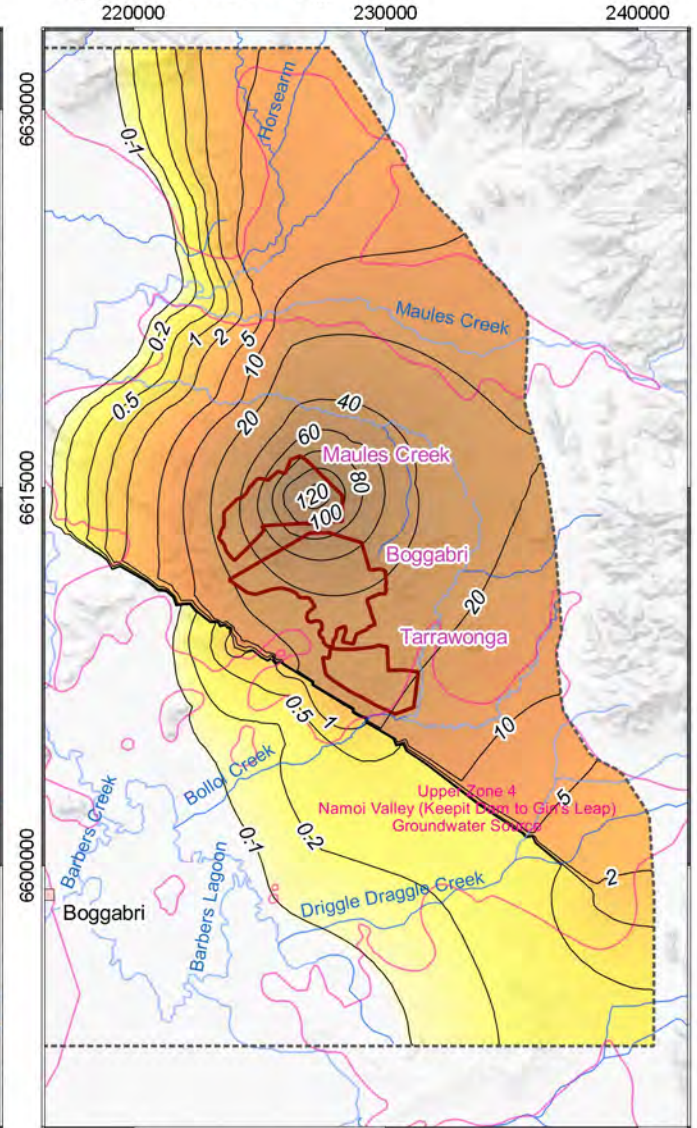 220000
230000
240000
6630000
6615000
6600000
Horsearm
0.1
Maules Creek
0.2
1
2
5
10
0.5
20
40
60
Maules Creek
80
120
100
Boggabri
20
Tarrawonga
0.5
1
10
Bollol Creek
5
Upper Zone 4
Namoi Valley (Keepit Dam to Gin's Leap)
Groundwater Source
Barbers Creek
0.1
0.2
2
Driggle Draggle Creek
Barbers Lagoon
Boggabri